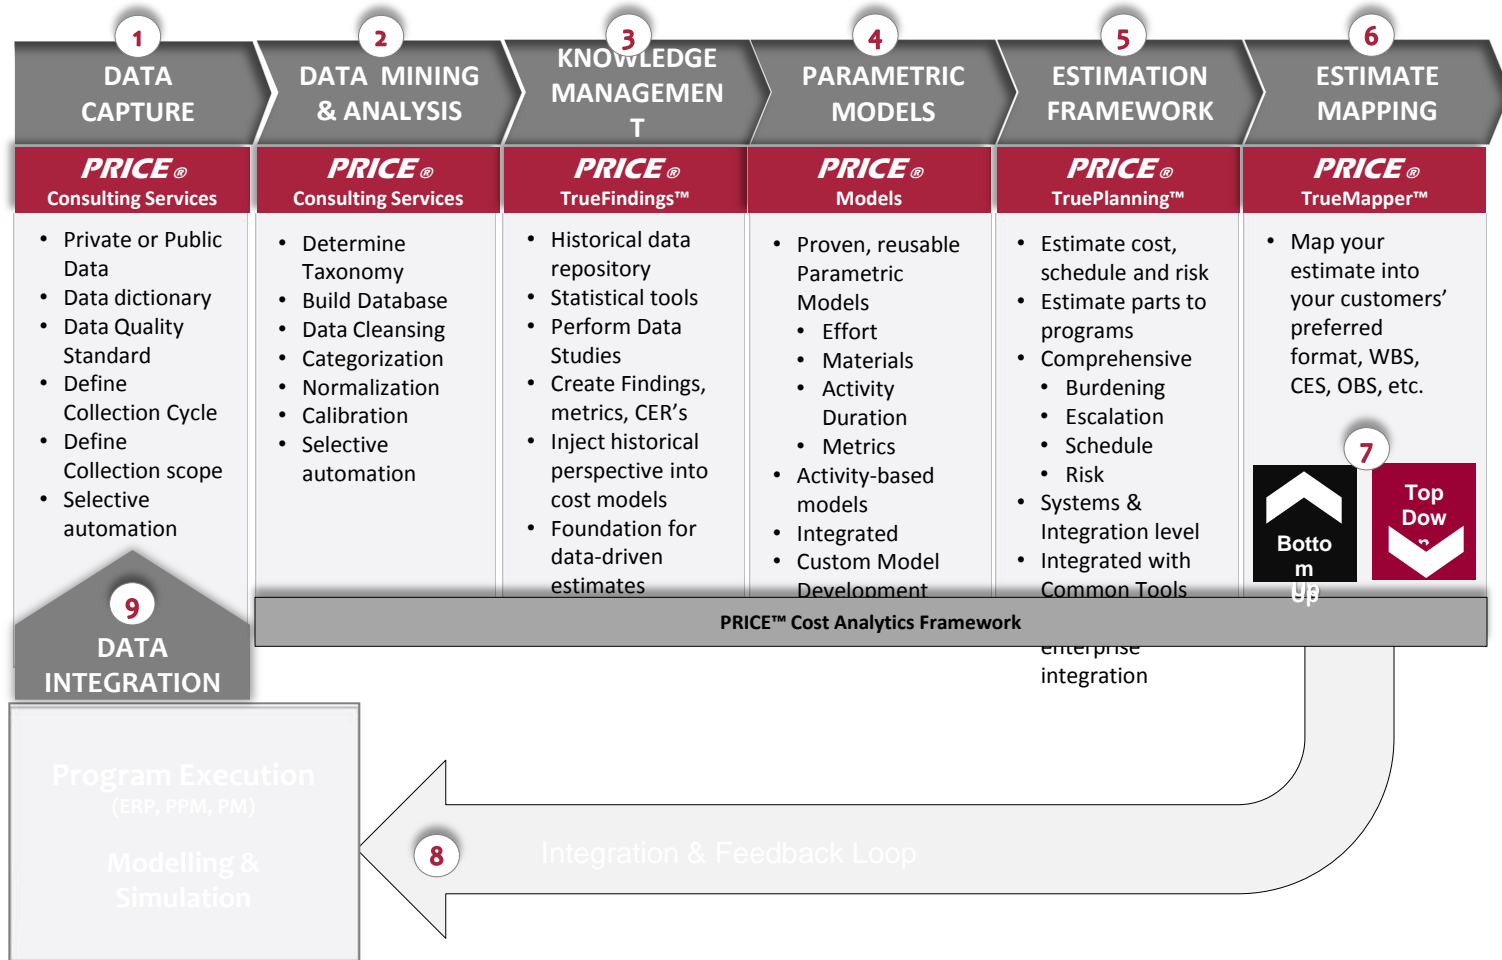 1
DATA
CAPTURE
PRICE ®
Consulting Services
• Private or Public
Data
• Data dictionary
• Data Quality
Standard
• Define
Collection Cycle
• Define
Collection scope
• Selective
automation
2
DATA MINING
& ANALYSIS
PRICE ®
Consulting Services
• Determine
Taxonomy
• Build Database
• Data Cleansing
• Categorization
• Normalization
• Calibration
• Selective
automation
3
KNOWLEDGE
MANAGEMEN
T
PRICE ®
TrueFindings™
• Historical data
repository
• Statistical tools
• Perform Data
Studies
• Create Findings,
metrics, CER's
• Inject historical
perspective into
cost models
• Foundation for
data-driven
estimates
4
PARAMETRIC
MODELS
PRICE ®
Models
• Proven, reusable
Parametric
Models
• Effort
• Materials
• Activity
Duration
• Metrics
• Activity-based
models
• Integrated
• Custom Model
Development
5
ESTIMATION
FRAMEWORK
PRICE ®
TruePlanning™
• Estimate cost,
schedule and risk
• Estimate parts to
programs
• Comprehensive
• Burdening
• Escalation
• Schedule
• Risk
• Systems &
Integration level
• Integrated with
Common Tools
enterprise
integration
6
ESTIMATE
MAPPING
PRICE ®
TrueMapper™
• Map your
estimate into
your customers'
preferred
format, WBS,
CES, OBS, etc.
7
Botto
m
Up
Top
Dow
n
PRICE™ Cost Analytics Framework
9
DATA
INTEGRATION
Program Execution
(ERP, PPM, PM)
Modelling &
Simulation
8
Integration & Feedback Loop